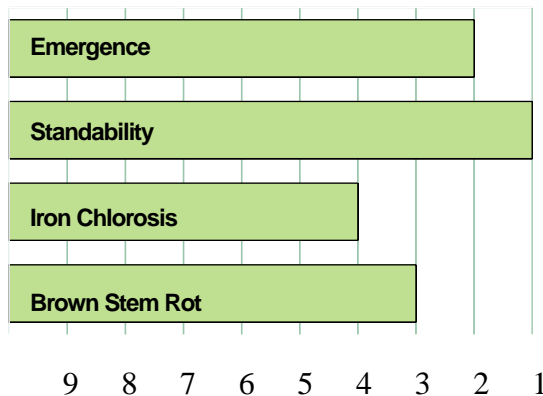 Emergence
Standability
Iron Chlorosis
Brown Stem Rot
9 8 7 6 5 4 3 2 1